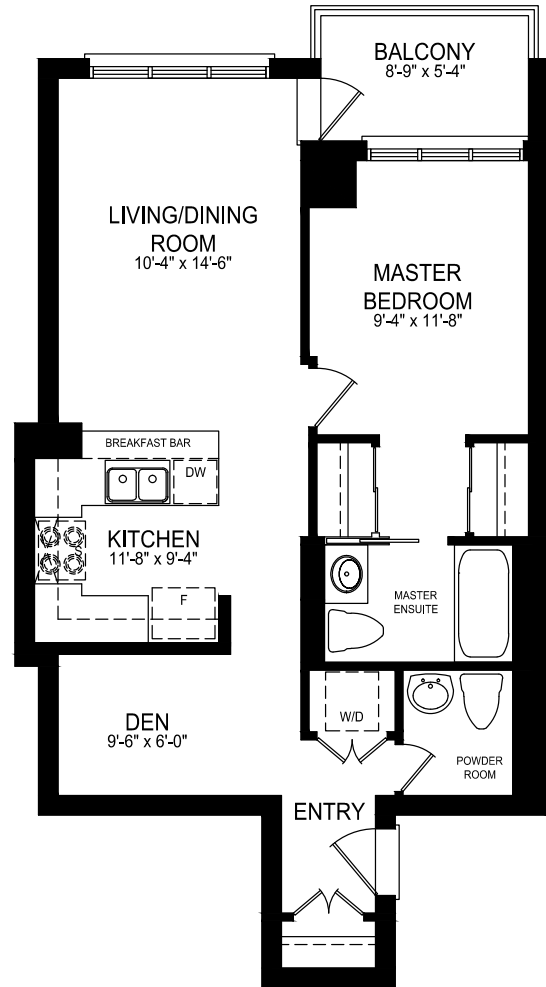 BALCONY
8'-9" x 5'-4"
LIVING/DINING
ROOM
10'-4" x 14'-6"
MASTER
BEDROOM
9'-4" x 11'-8"
BREAKFAST BAR
DW
KITCHEN
11'-8" x 9'-4"
S
F
MASTER
ENSUITE
DEN
9'-6" x 6'-0"
W/D
POWDER
ROOM
ENTRY